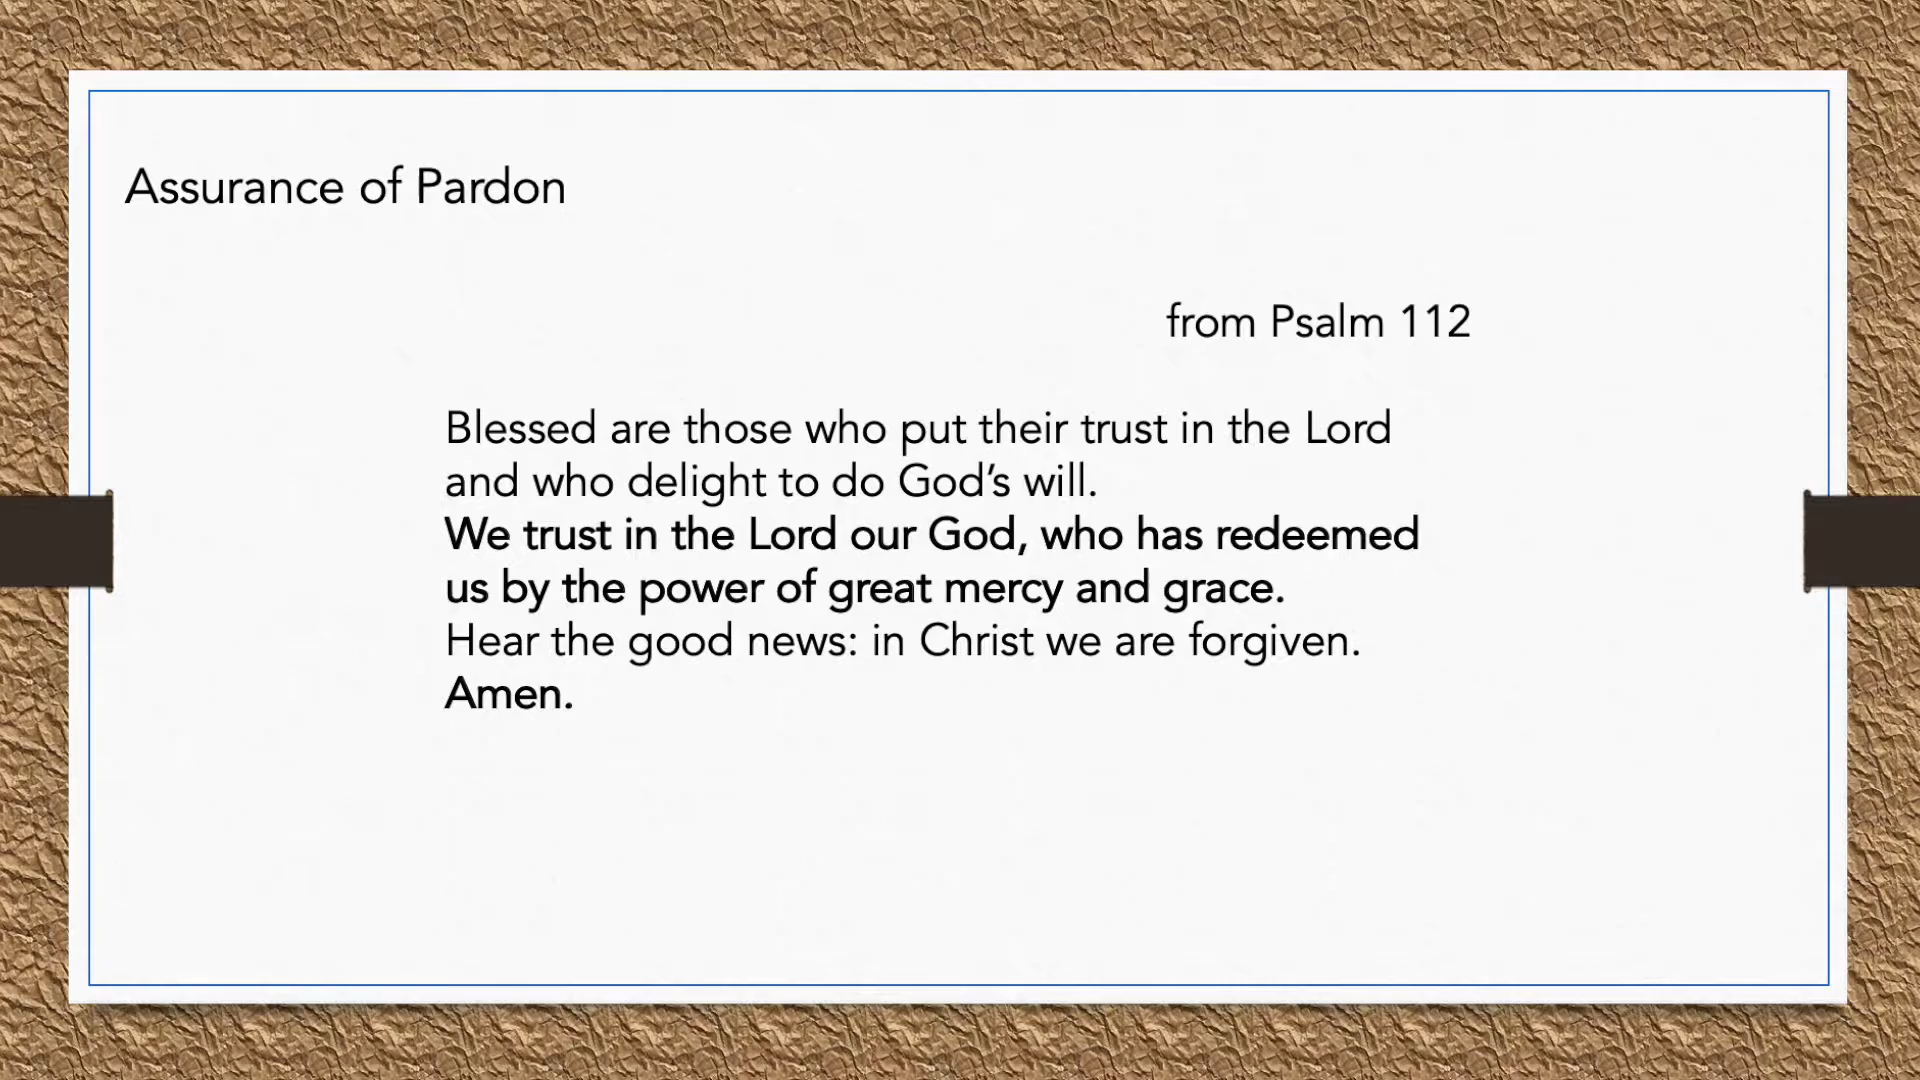 Assurance of Pardon
from Psalm 112
Blessed are those who put their trust in the Lord
and who delight to do God’s will.
We trust in the Lord our God, who has redeemed
us by the power of great mercy and grace.
Hear the good news: in Christ we are forgiven.
Amen.